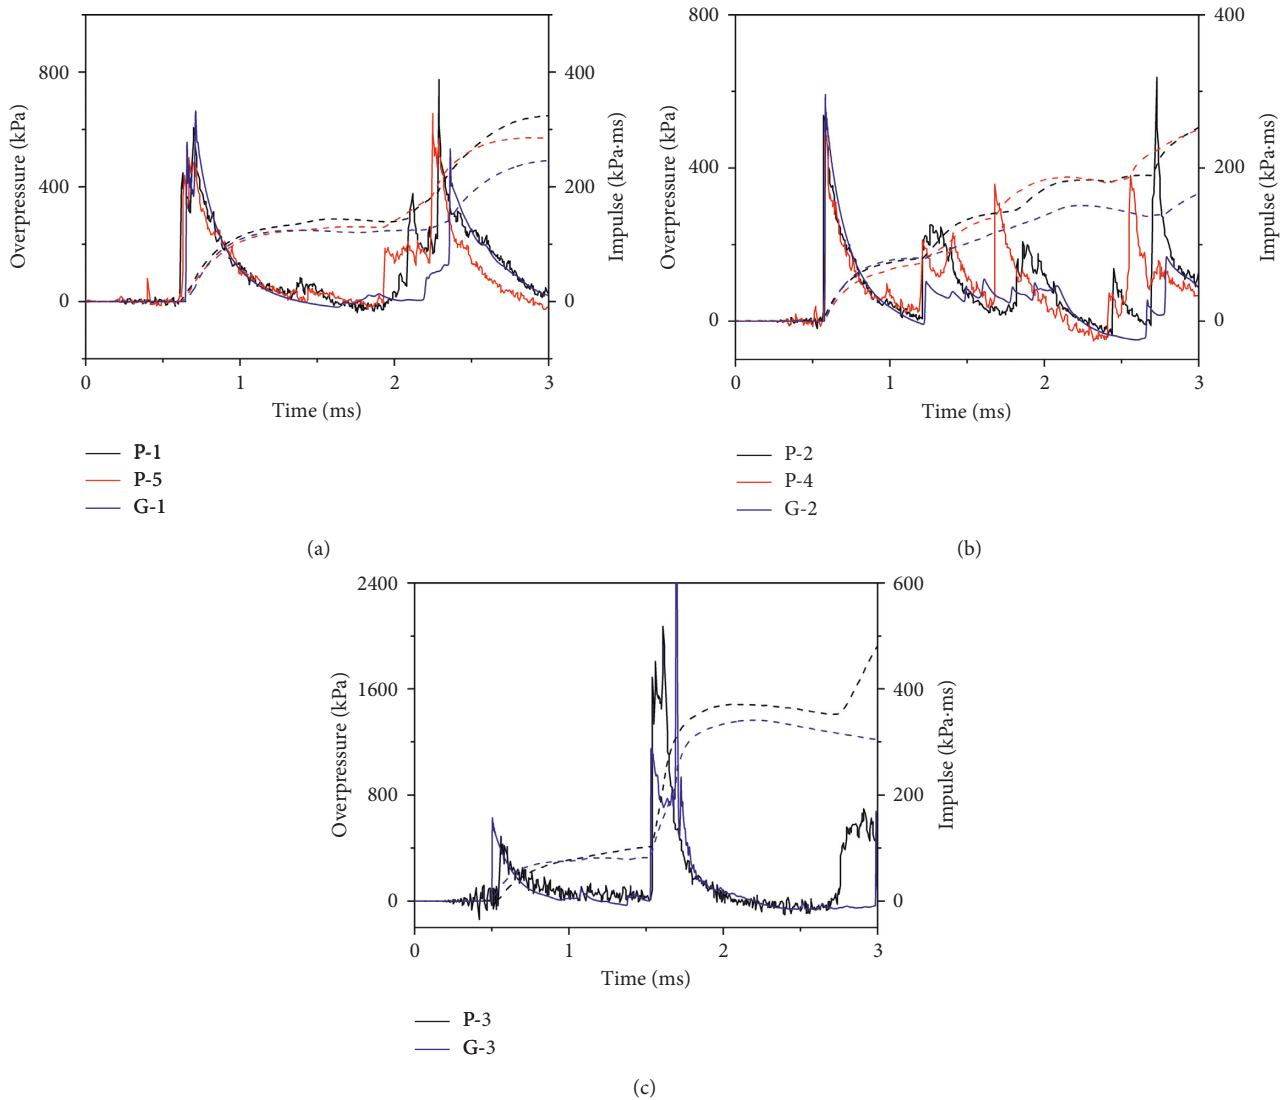 Overpressure (kPa)
800
400
0
400
200
0
Impulse (kPa·ms)
0
1
2
3
Time (ms)
P-1
P-5
G-1
(a)
Overpressure (kPa)
800
400
0
400
300
200
100
0
Impulse (kPa·ms)
0
1
2
3
Time (ms)
P-2
P-4
G-2
(b)
Overpressure (kPa)
2400
1600
800
0
600
400
200
0
Impulse (kPa·ms)
0
1
2
3
Time (ms)
P-3
G-3
(c)